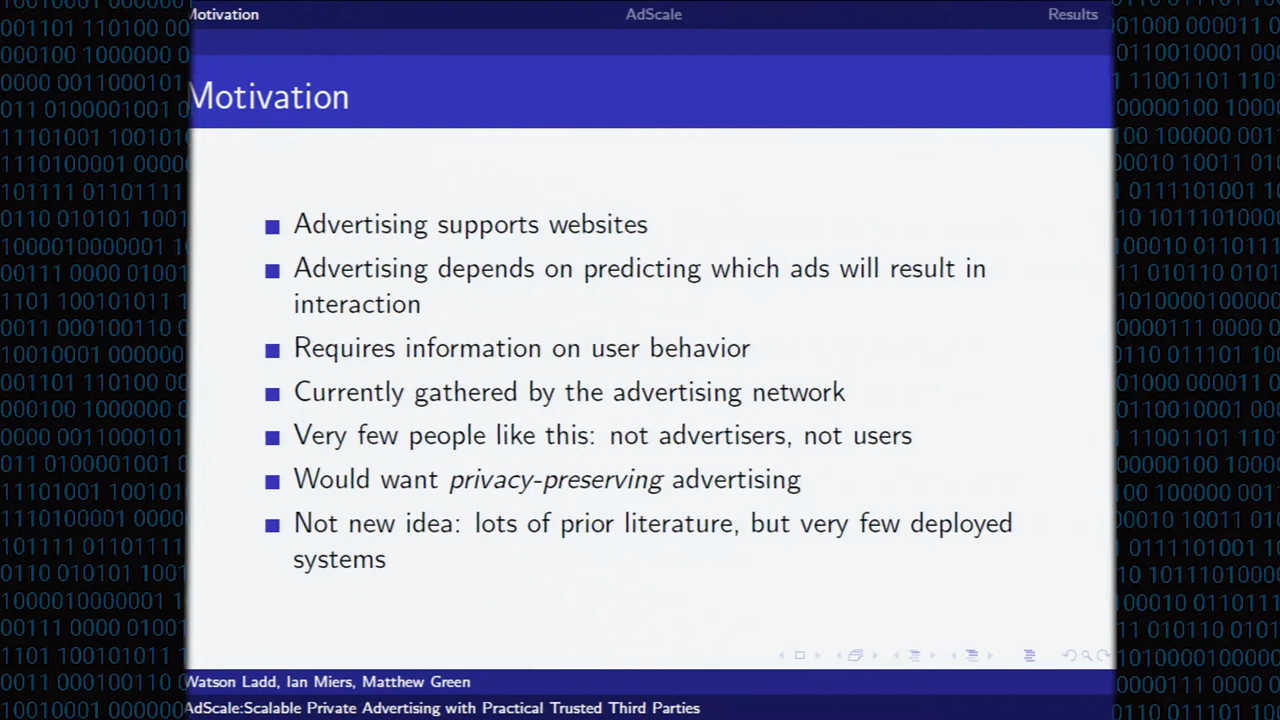 Motivation
AdScale
Results
Motivation
Advertising supports websites
Advertising depends on predicting which ads will result in
interaction
Requires information on user behavior
Currently gathered by the advertising network
Very few people like this: not advertisers, not users
Would want privacy-preserving advertising
Not new idea: lots of prior literature, but very few deployed
systems
Watson Ladd, Ian Miers, Matthew Green
AdScale:Scalable Private Advertising with Practical Trusted Third Parties